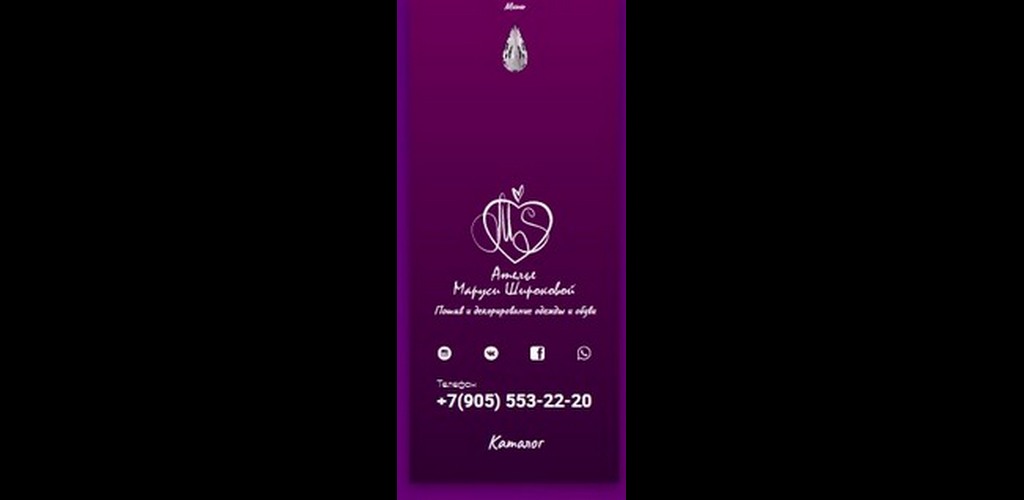 Меню
MS
Ателье
Маруси Широковой
Пошив и декорирование одежды и обуви
Телефон
+7(905) 553-22-20
Каталог